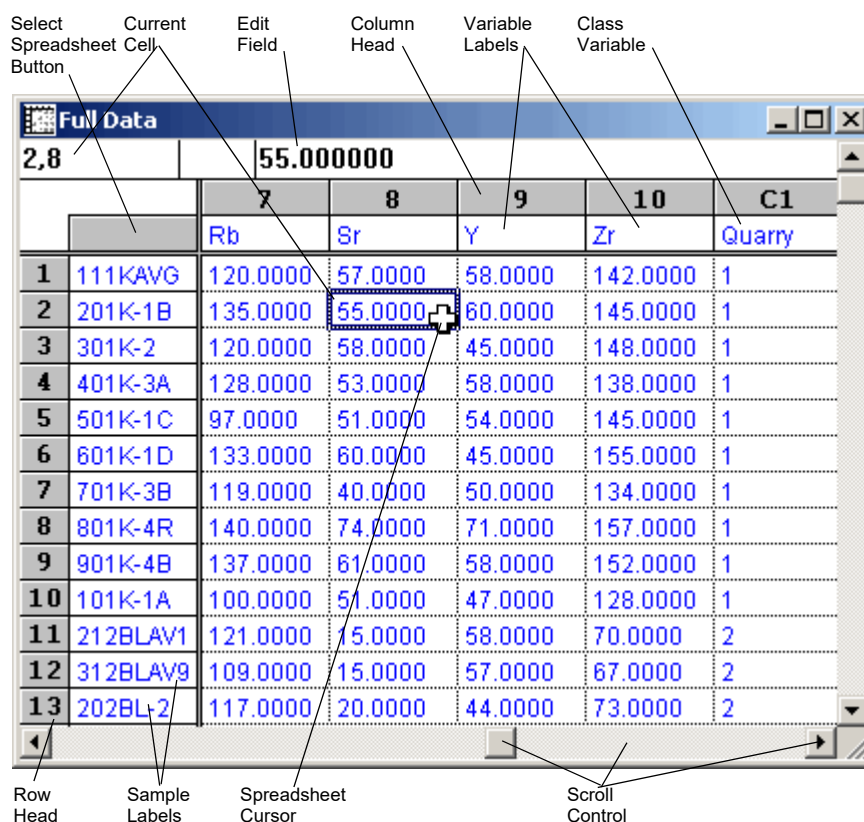 Select Current Edit Column Variable Class
Spreadsheet Cell Field Head Labels Variable
Button
Full Data
2,8 55.000000
7 8 9 10 C1
Rb Sr Y Zr Quarry
1 111KAVG 120.0000 57.0000 58.0000 142.0000 1
2 201K-1B 135.0000 55.0000 60.0000 145.0000 1
3 301K-2 120.0000 58.0000 45.0000 148.0000 1
4 401K-3A 128.0000 53.0000 58.0000 138.0000 1
5 501K-1C 97.0000 51.0000 54.0000 145.0000 1
6 601K-1D 133.0000 60.0000 45.0000 155.0000 1
7 701K-3B 119.0000 40.0000 50.0000 134.0000 1
8 801K-4R 140.0000 74.0000 71.0000 157.0000 1
9 901K-4B 137.0000 61.0000 58.0000 152.0000 1
10 101K-1A 100.0000 51.0000 47.0000 128.0000 1
11 212BLAV1 121.0000 15.0000 58.0000 70.0000 2
12 312BLAV9 109.0000 15.0000 57.0000 67.0000 2
13 202BL-2 117.0000 20.0000 44.0000 73.0000 2
Row Sample Spreadsheet Scroll
Head Labels Cursor Control